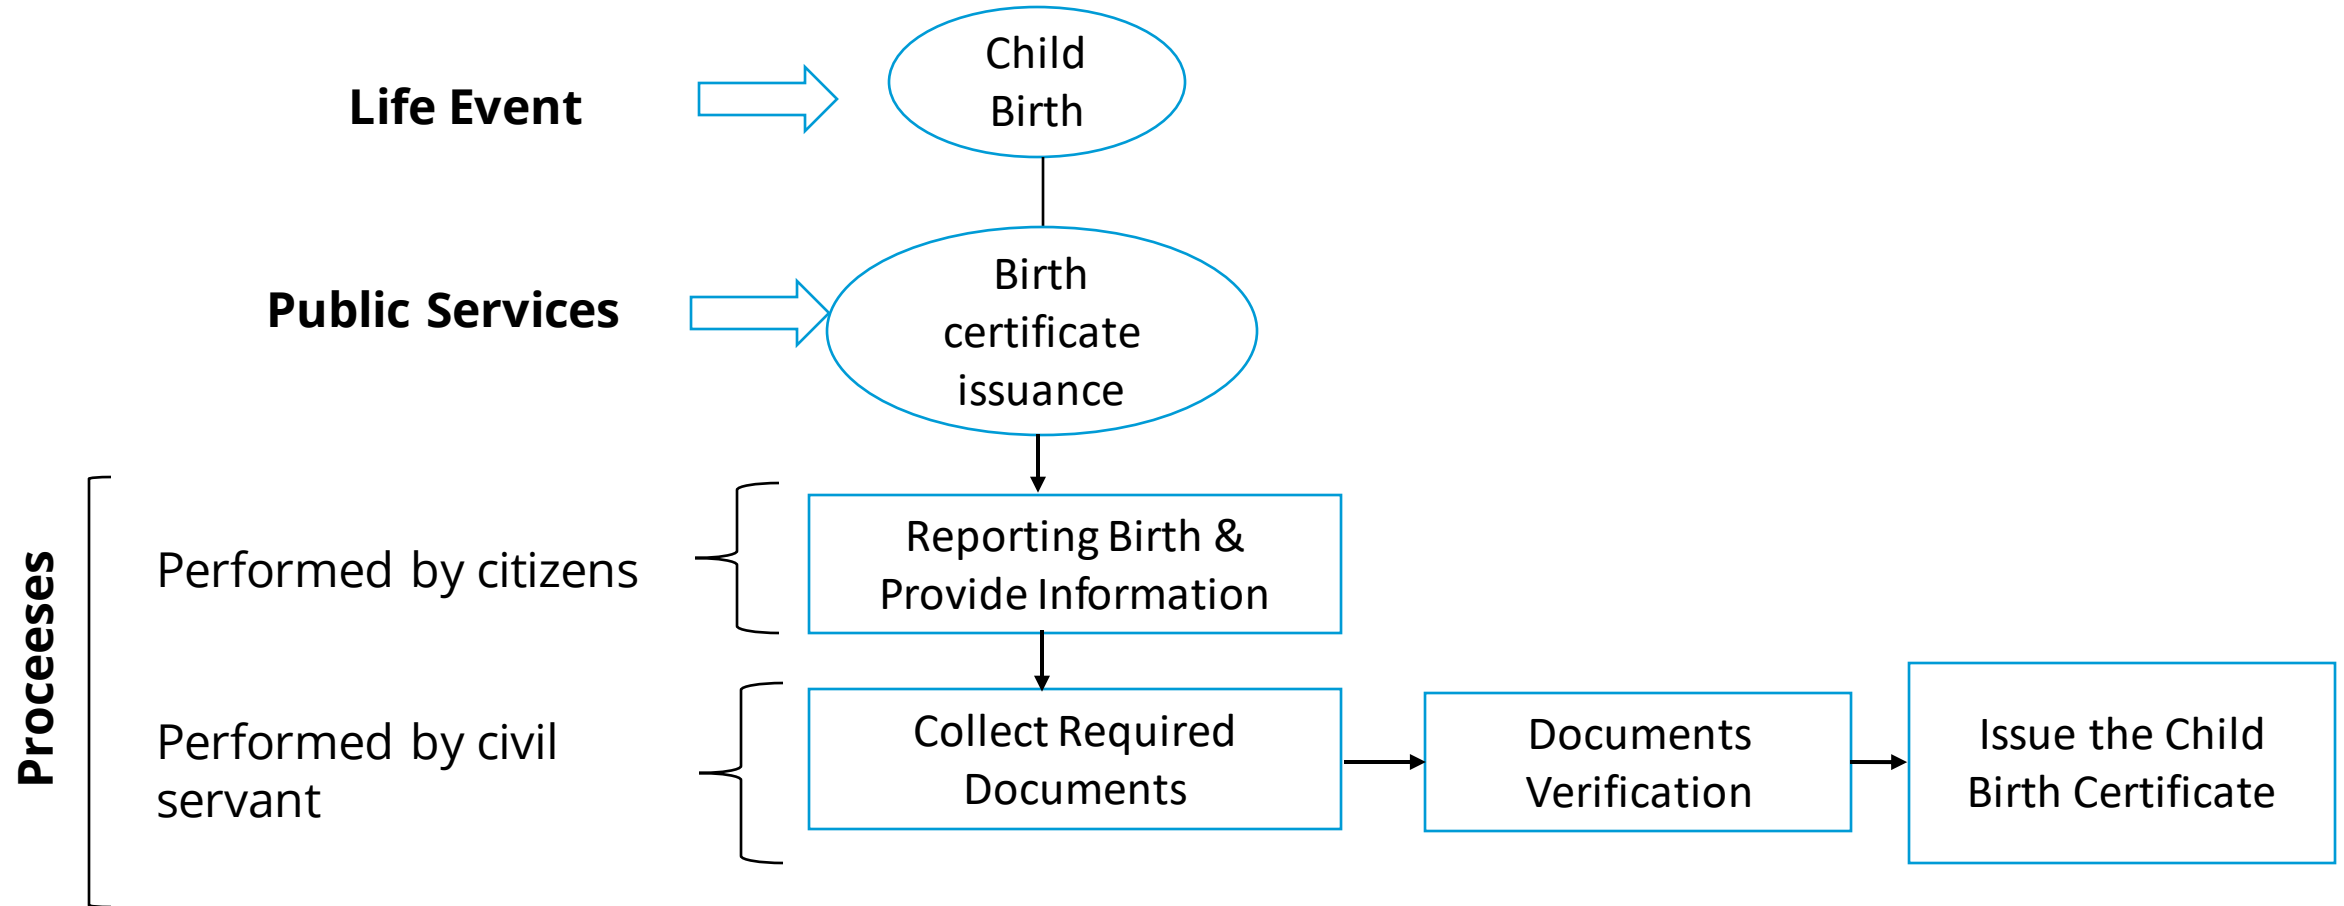 Child
Birth
Life Event
Birth
certificate
issuance
Public Services
Proceeses
Performed by citizens
Reporting Birth &
Provide Information
Performed by civil
servant
Collect Required
Documents
Documents
Verification
Issue the Child
Birth Certificate